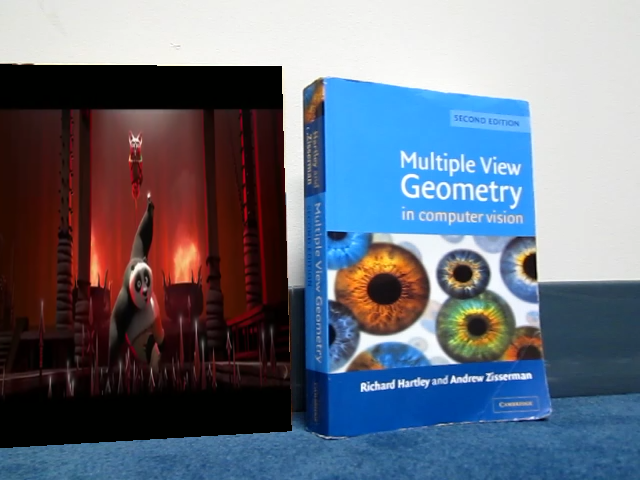 Hartley and
Zisserman
Multiple View Geometry
SECOND EDITION
Multiple View
Geometry
in computer vision
Richard Hartley and Andrew Zisserman
CAMBRIDGE